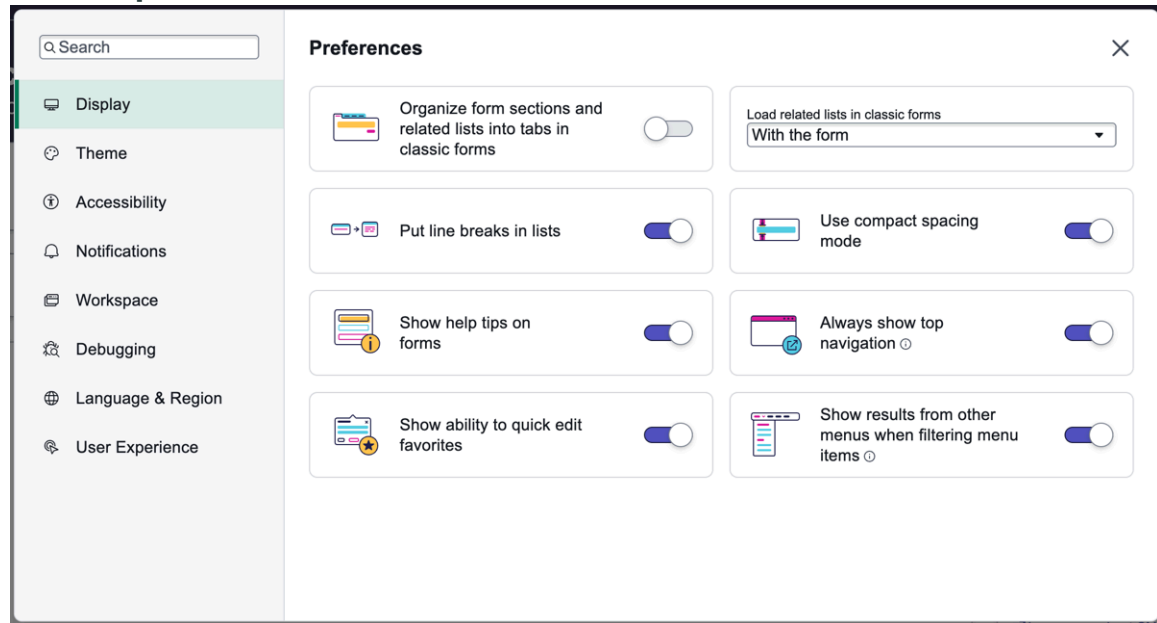 Search
Preferences
Display
Theme
Accessibility
Notifications
Workspace
Debugging
Language & Region
User Experience
Organize form sections and
related lists into tabs in
classic forms
Load related lists in classic forms
With the form
Put line breaks in lists
Use compact spacing
mode
Show help tips on
forms
Always show top
navigation
Show ability to quick edit
favorites
Show results from other
menus when filtering menu
items